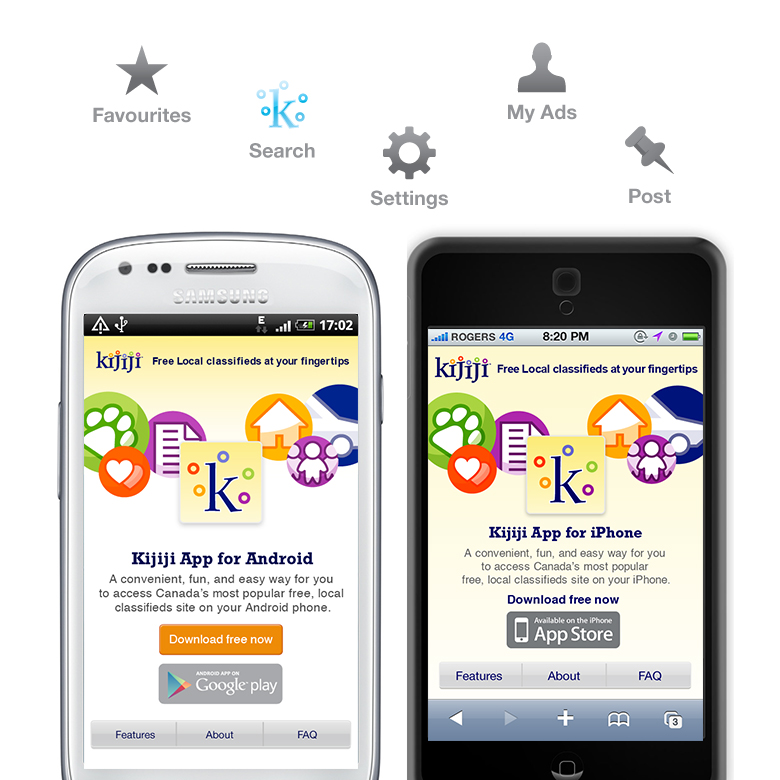 Favourites
Search
My Ads
Settings
Post
SAMSUNG
E
17:02
kijiji
Free Local classifieds at your fingertips
k
Kijiji App for Android
A convenient, fun, and easy way for you
to access Canada's most popular free, local
classifieds site on your Android phone.
Download free now
ANDROID APP ON
Google play
Features
About
FAQ
ROGERS 4G
8:20 PM
kijiji
Free Local classifieds at your fingertips
k
Kijiji App for iPhone
A convenient, fun, and easy way for you
to access Canada's most popular
free, local classifieds site on your iPhone.
Download free now
Available on the iPhone
App Store
Features
About
FAQ
3